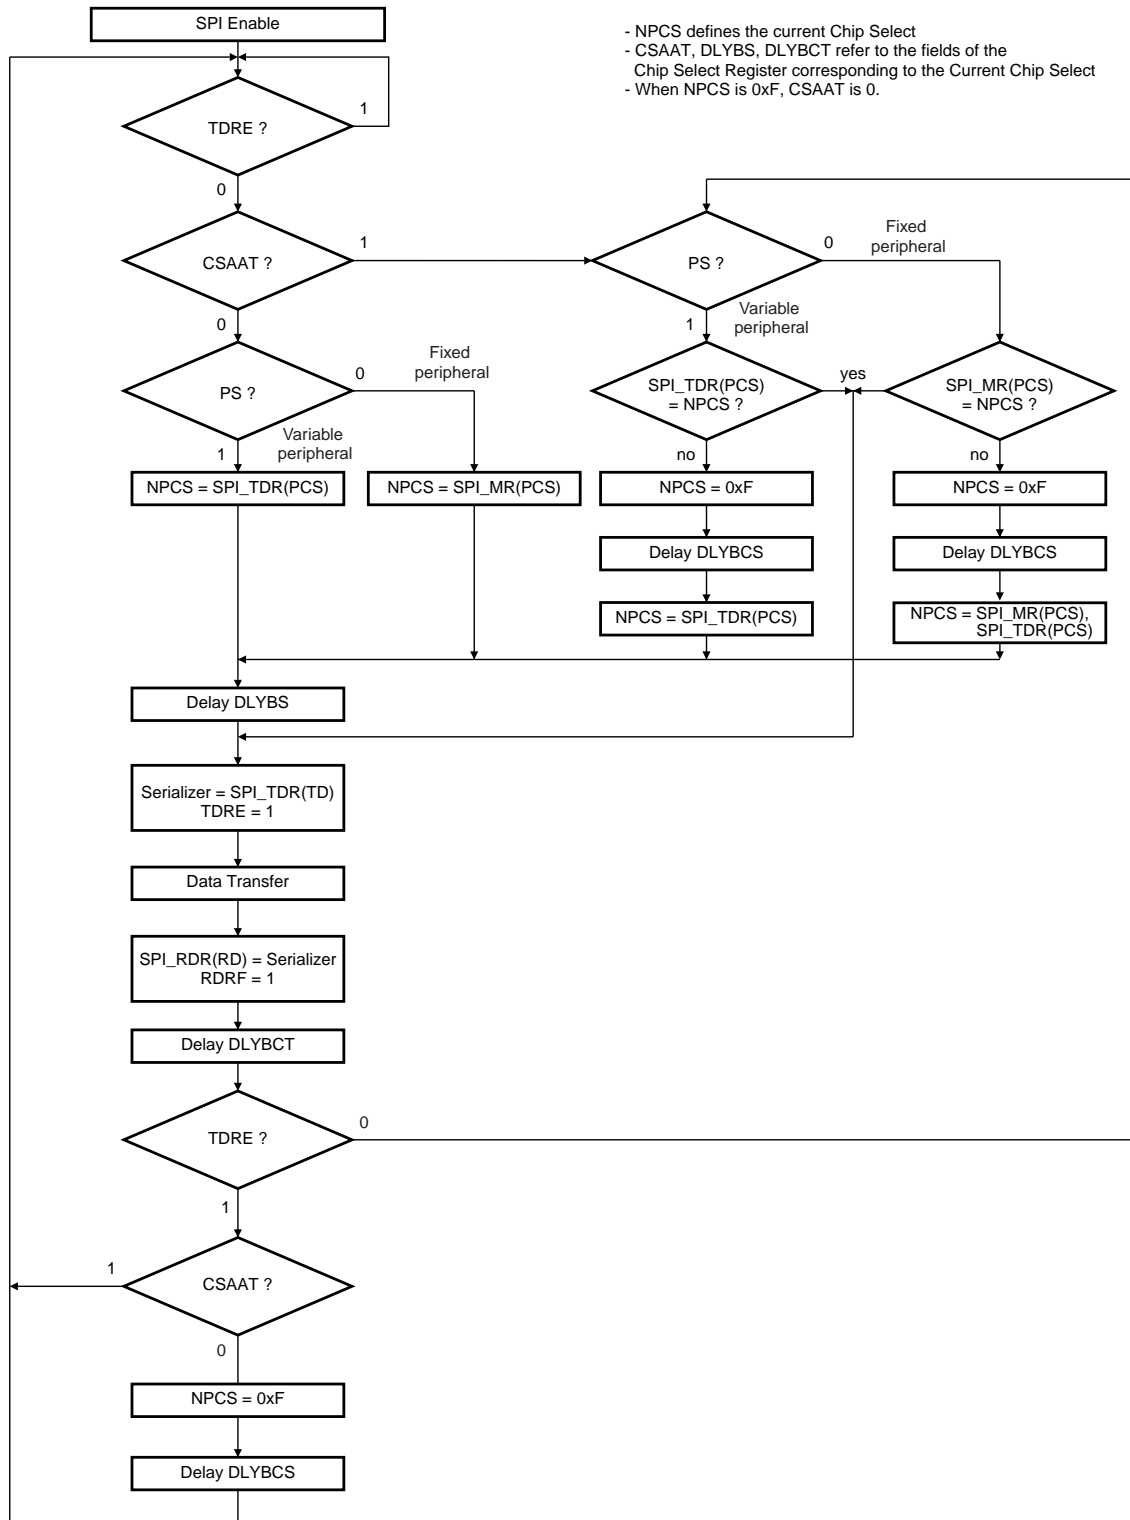 SPI Enable
- NPCS defines the current Chip Select
- CSAAT, DLYBS, DLYBCT refer to the fields of the
Chip Select Register corresponding to the Current Chip Select
- When NPCS is 0xF, CSAAT is 0.
1
TDRE ?
0
CSAAT ?
1
PS ?
0
Fixed
peripheral
0
1
Variable
peripheral
PS ?
0
Fixed
peripheral
SPI_TDR(PCS)
= NPCS ?
yes
SPI_MR(PCS)
= NPCS ?
1
Variable
peripheral
no
no
NPCS = SPI_TDR(PCS)
NPCS = SPI_MR(PCS)
NPCS = 0xF
NPCS = 0xF
Delay DLYBCS
Delay DLYBCS
NPCS = SPI_TDR(PCS)
NPCS = SPI_MR(PCS),
SPI_TDR(PCS)
Delay DLYBS
Serializer = SPI_TDR(TD)
TDRE = 1
Data Transfer
SPI_RDR(RD) = Serializer
RDRF = 1
Delay DLYBCT
TDRE ?
0
1
1
CSAAT ?
0
NPCS = 0xF
Delay DLYBCS